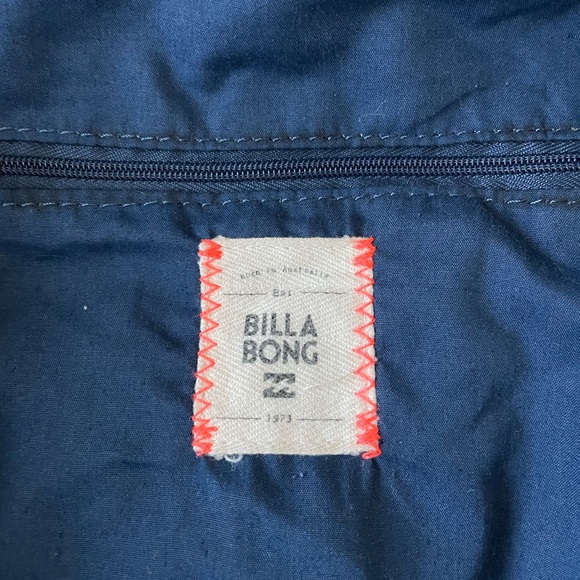 Born in Australia
Est
BILLA
BONG
1973